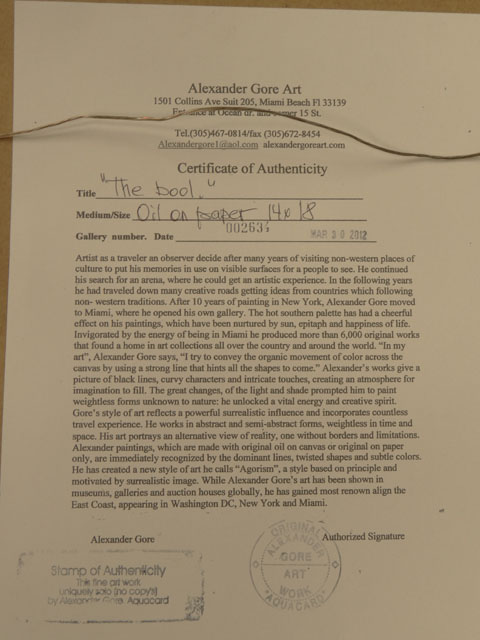 Alexander Gore Art
1501 Collins Ave Suit 205, Miami Beach Fl 33139
Entrance at Ocean dr. and corner 15 St.
Tel.(305)467-0814/fax (305)672-8454
Alexandergore1@aol.com alexandergoreart.com
Certificate of Authenticity
Title "The bool."
Medium/Size Oil on paper 14x18
Gallery number. Date 002634 MAR 30 2012
Artist as a traveler an observer decide after many years of visiting non-western places of
culture to put his memories in use on visible surfaces for a people to see. He continued
his search for an arena, where he could get an artistic experience. In the following years
he had traveled down many creative roads getting ideas from countries which following
non- western traditions. After 10 years of painting in New York, Alexander Gore moved
to Miami, where he opened his own gallery. The hot southern palette has had a cheerful
effect on his paintings, which have been nurtured by sun, epitaph and happiness of life.
Invigorated by the energy of being in Miami he produced more than 6,000 original works
that found a home in art collections all over the country and around the world. "In my
art", Alexander Gore says, "I try to convey the organic movement of color across the
canvas by using a strong line that hints all the shapes to come." Alexander's works give a
picture of black lines, curvy characters and intricate touches, creating an atmosphere for
imagination to fill. The great changes, of the light and shade prompted him to paint
weightless forms unknown to nature: he unlocked a vital energy and creative spirit.
Gore's style of art reflects a powerful surrealistic influence and incorporates countless
travel experience. He works in abstract and semi-abstract forms, weightless in time and
space. His art portrays an alternative view of reality, one without borders and limitations.
Alexander paintings, which are made with original oil on canvas or original on paper
only, are immediately recognized by the dominant lines, twisted shapes and subtle colors.
He has created a new style of art he calls "Agorism", a style based on principle and
motivated by surrealistic image. While Alexander Gore's art has been shown in
museums, galleries and auction houses globally, he has gained most renown align the
East Coast, appearing in Washington DC, New York and Miami.
Alexander Gore Authorized Signature
Stamp of Authenticity
This fine art work
uniquely solo (no copy's)
by Alexander Gore Aquacard
ORIGINAL
ALEXANDER
GORE
ART
WORK
AQUACARD